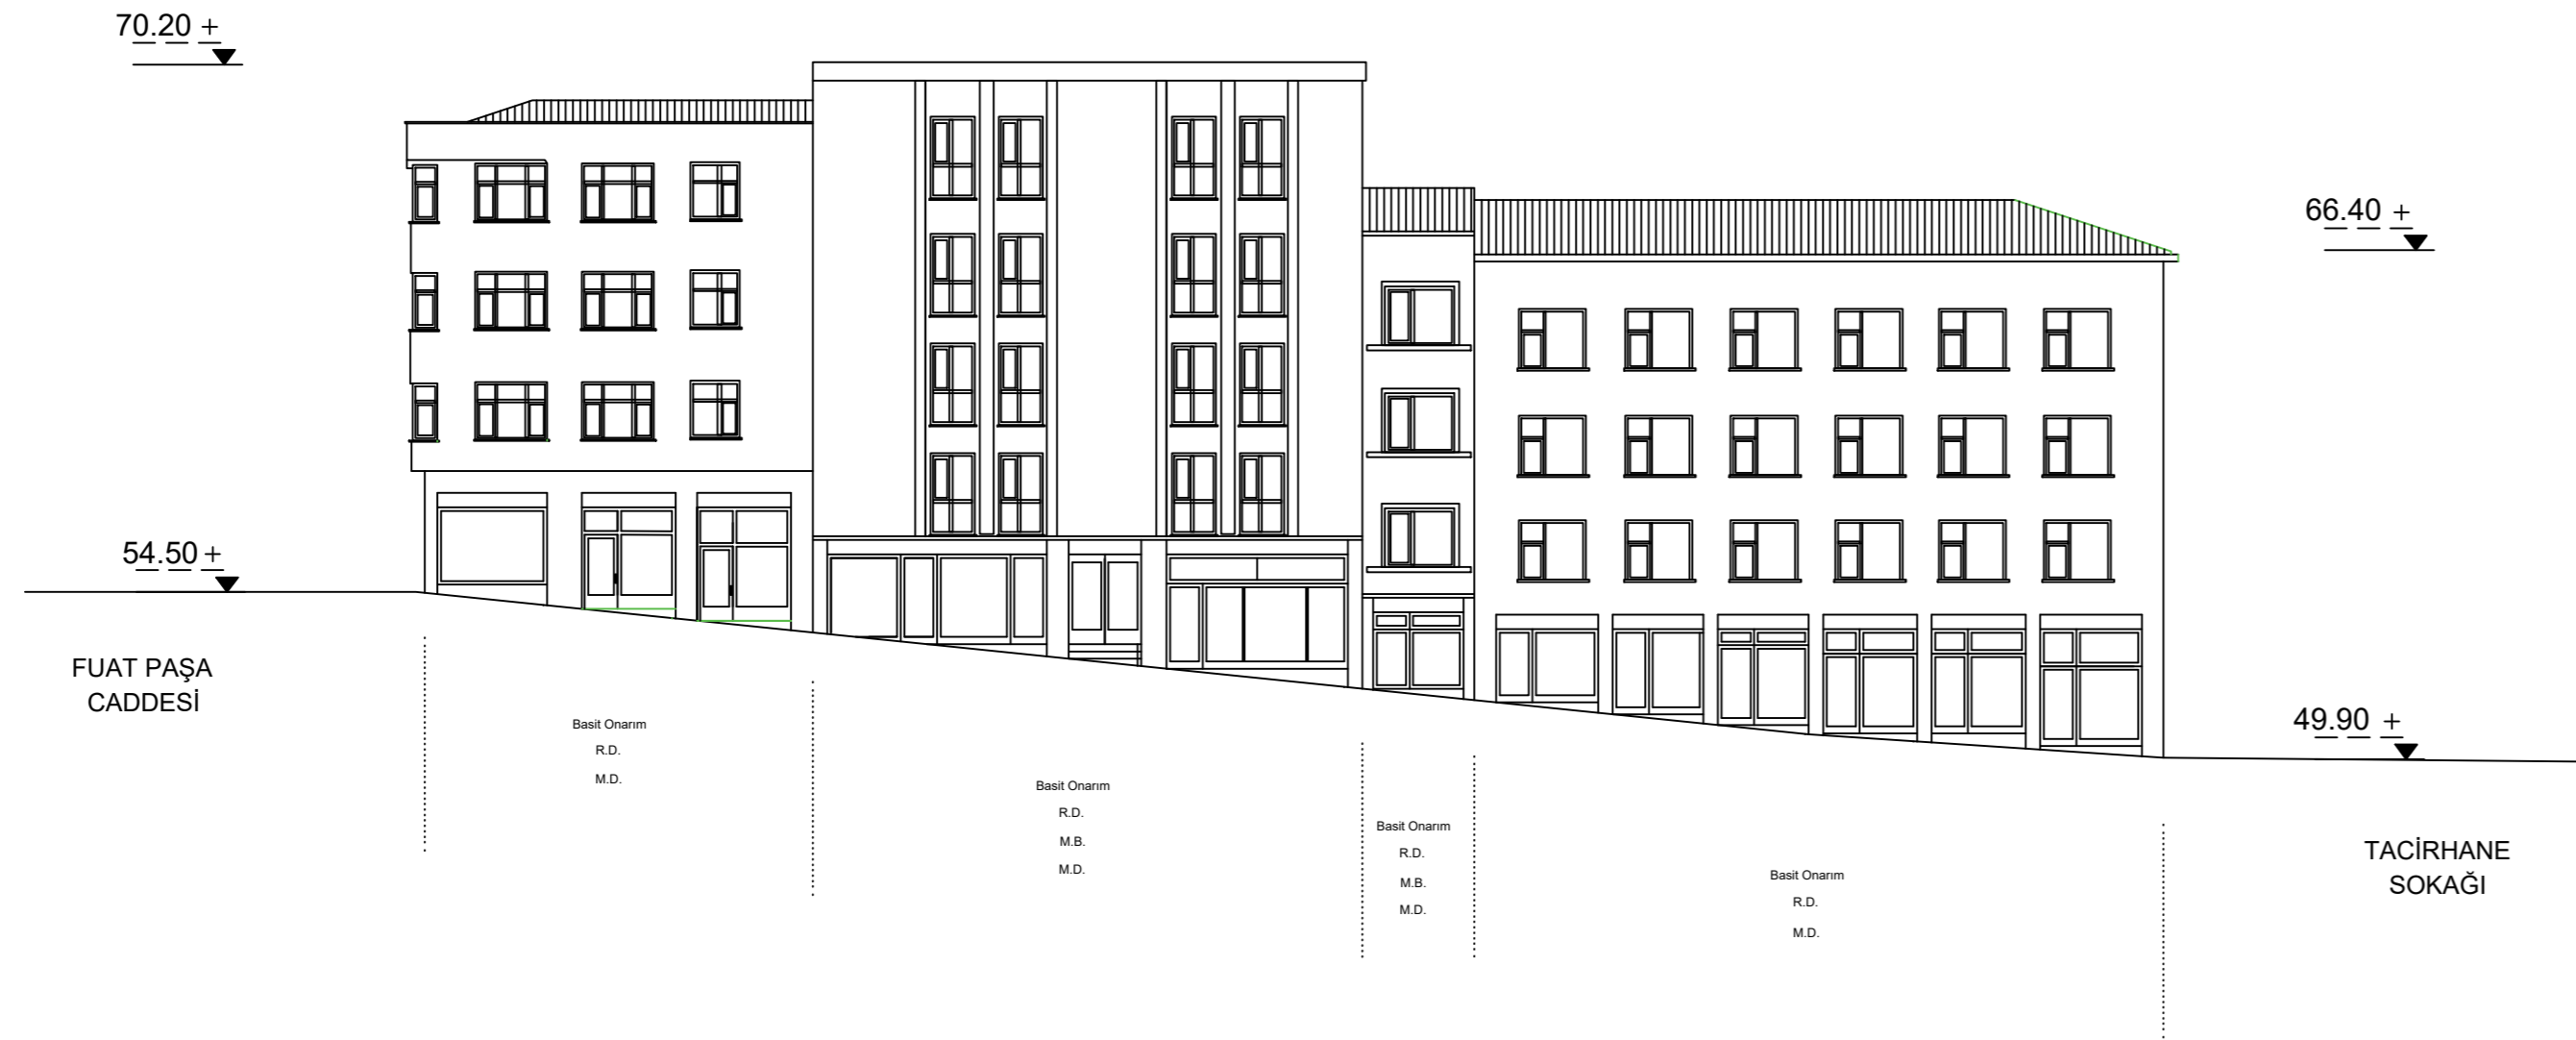 70.20 +
66.40 +
54.50 +
FUAT PAŞA
CADDESİ
49.90 +
Basit Onarım
R.D.
M.D.
Basit Onarım
R.D.
M.B.
M.D.
Basit Onarım
R.D.
M.B.
M.D.
Basit Onarım
R.D.
M.D.
TACİRHANE
SOKAĞI